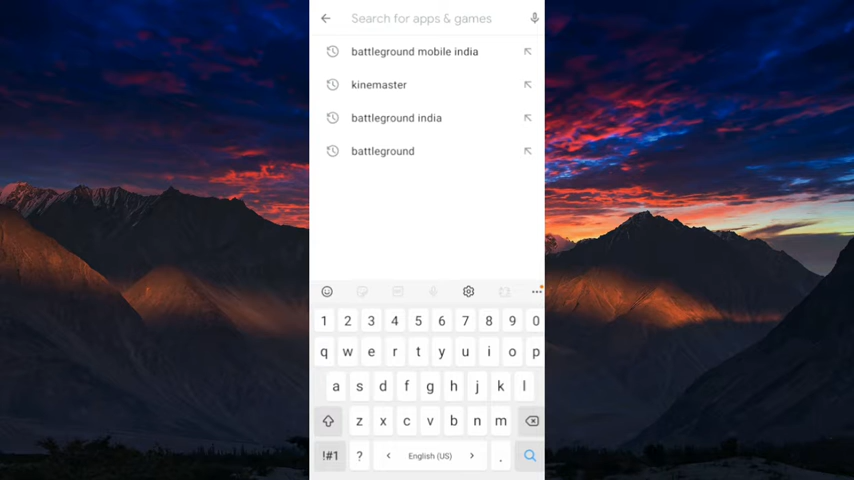 Search for apps & games
battleground mobile india
kinemaster
battleground india
battleground
1 2 3 4 5 6 7 8 9 0
q w e r t y u i o p
a s d f g h j k l
z x c v b n m
!#1 ? < English (US) > .